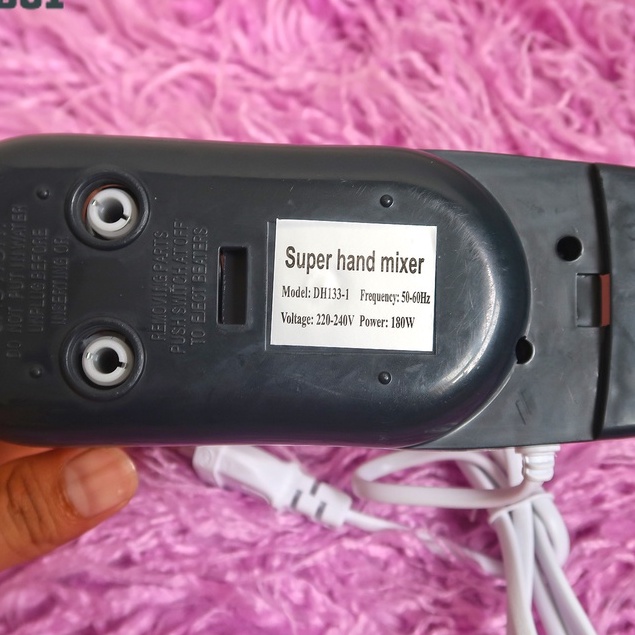 DO NOT PUT IN WATER
UNPLUG BEFORE
INSERTING OR
REMOVING PARTS
PUSH SWITCH AT OFF
TO EJECT BEATERS
Super hand mixer
Model: DH133-1 Frequency: 50-60Hz
Voltage: 220-240V Power: 180W